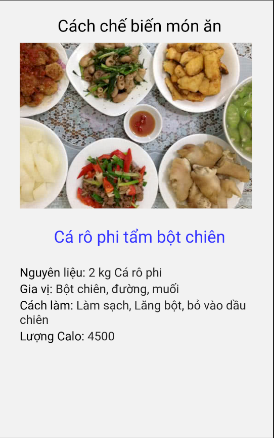 Cách chế biến món ăn
Cá rô phi tẩm bột chiên
Nguyên liệu: 2 kg Cá rô phi
Gia vị: Bột chiên, đường, muối
Cách làm: Làm sạch, Lăng bột, bỏ vào dầu
chiên
Lượng Calo: 4500